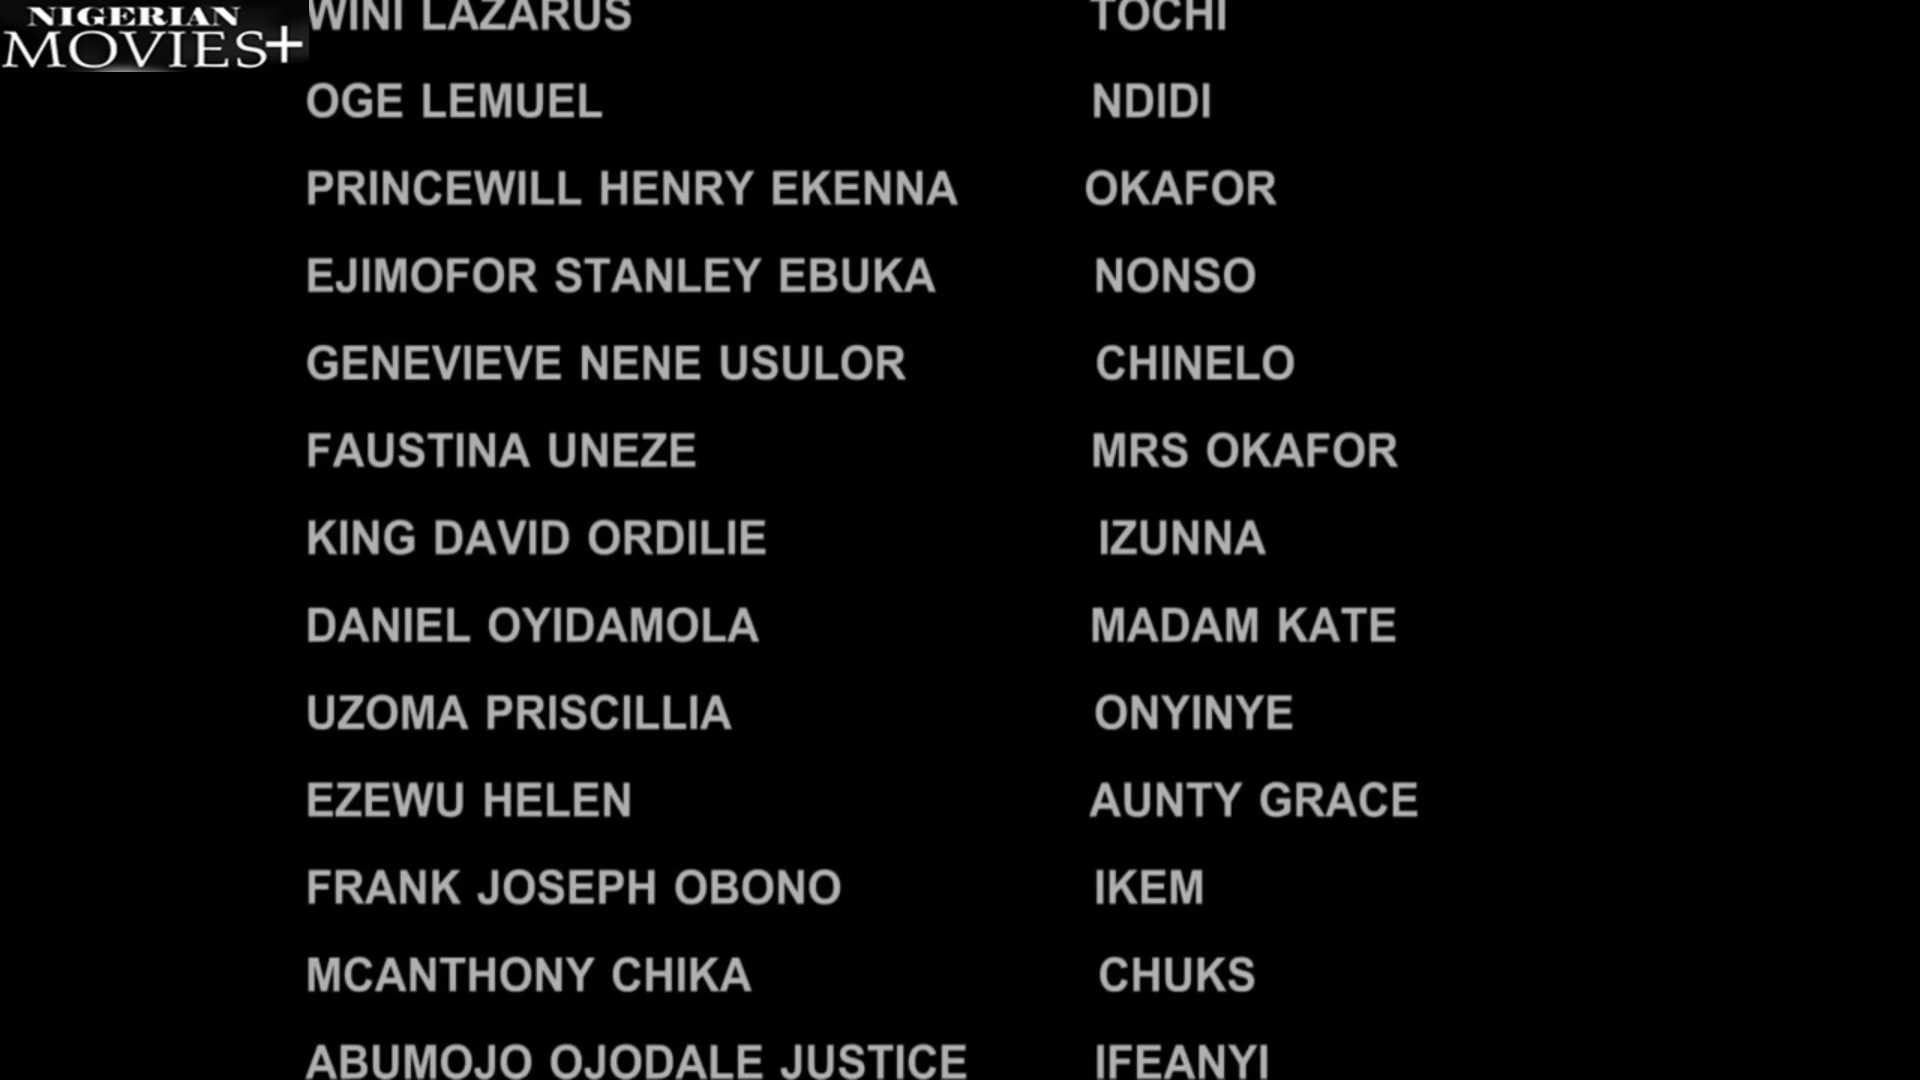 NIGERIAN
MOVIES+
WINI LAZARUS TOCHI
OGE LEMUEL NDIDI
PRINCEWILL HENRY EKENNA OKAFOR
EJIMOFOR STANLEY EBUKA NONSO
GENEVIEVE NENE USULOR CHINELO
FAUSTINA UNEZE MRS OKAFOR
KING DAVID ORDILIE IZUNNA
DANIEL OYIDAMOLA MADAM KATE
UZOMA PRISCILLIA ONYINYE
EZEWU HELEN AUNTY GRACE
FRANK JOSEPH OBONO IKEM
MCANTHONY CHIKA CHUKS
ABUMOJO OJODALE JUSTICE IFEANYI